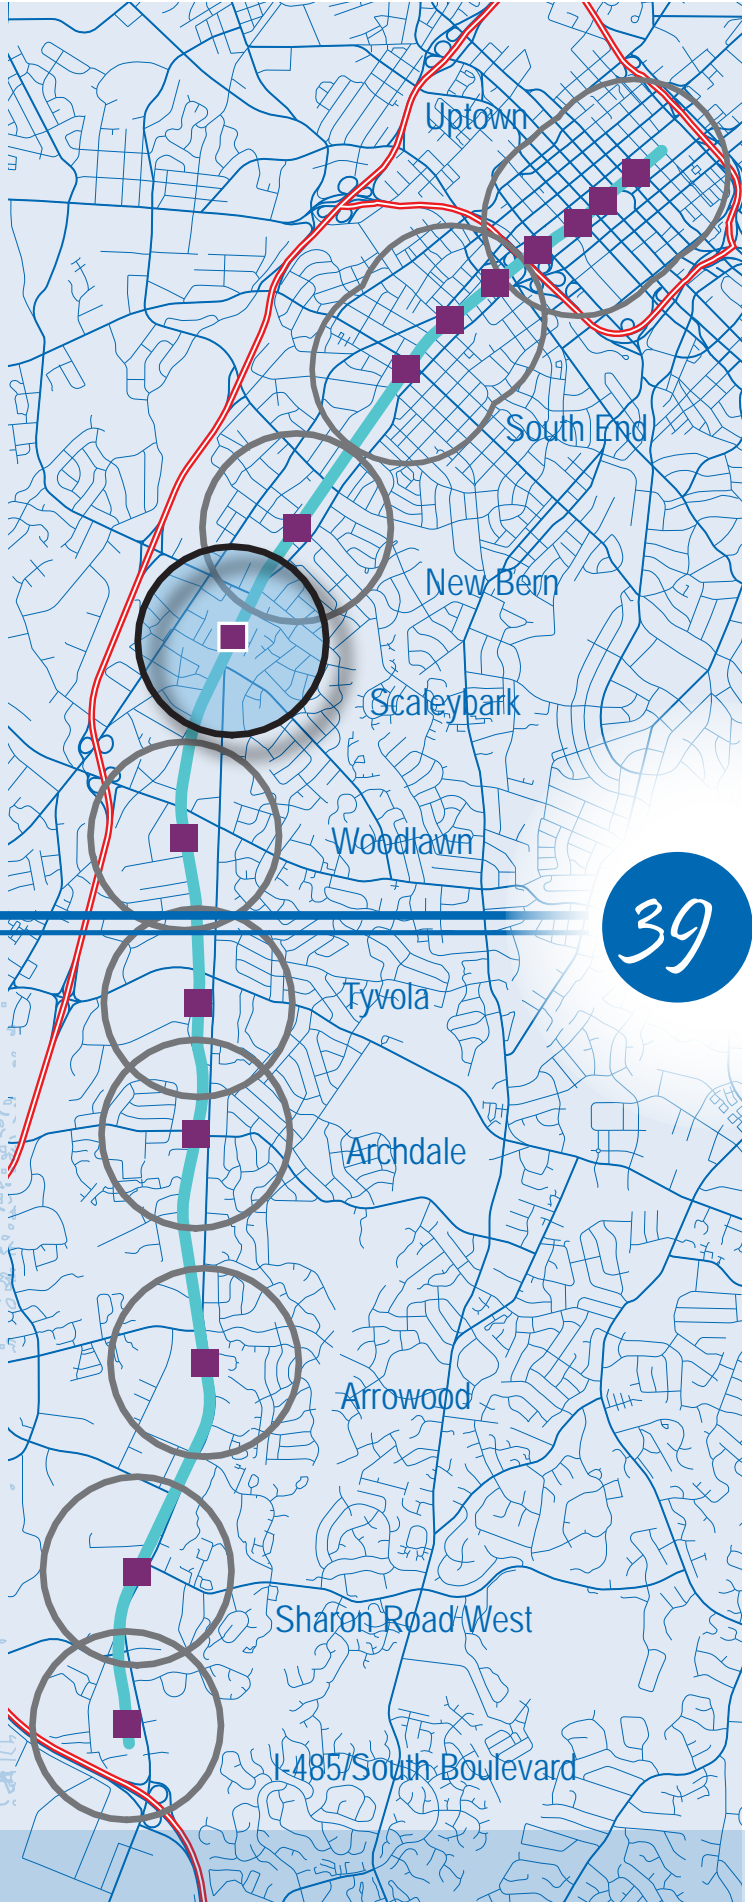 Uptown
South End
New Bern
Scaleybark
Woodlawn
39
Tyvola
Archdale
Arrowood
Sharon Road West
I-485/South Boulevard